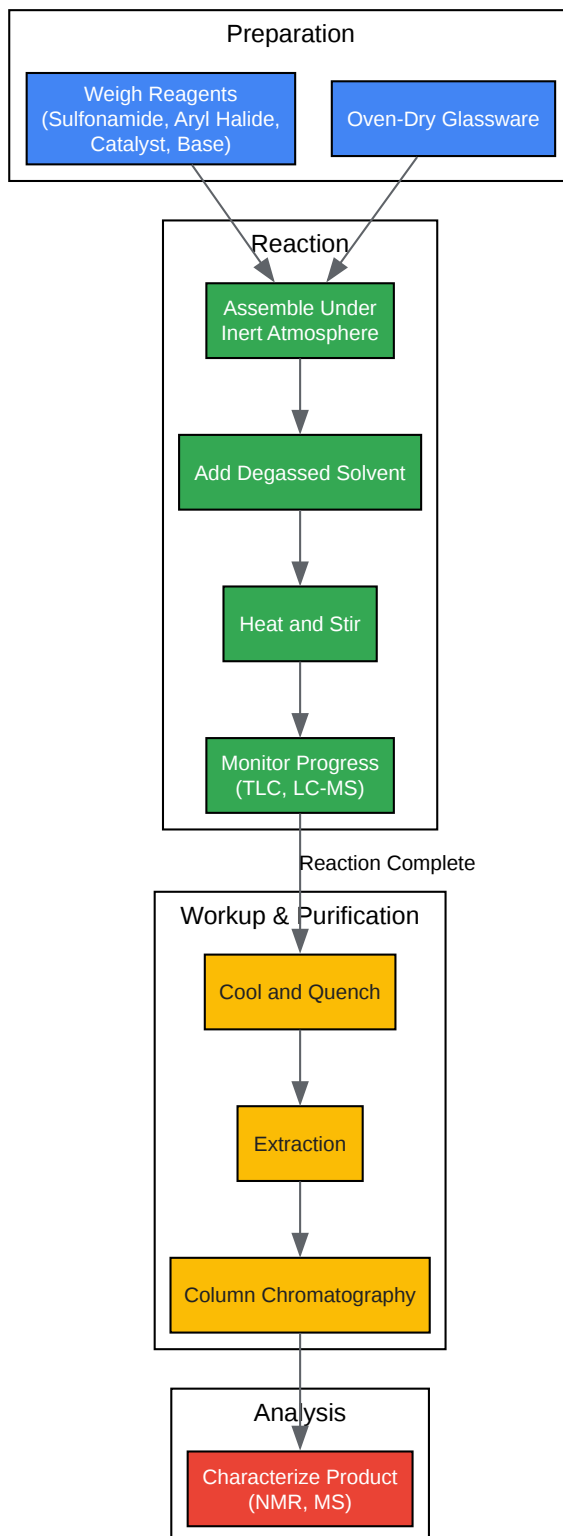 Preparation
Weigh Reagents
(Sulfonamide, Aryl Halide,
Catalyst, Base)
Oven-Dry Glassware
Reaction
Assemble Under
Inert Atmosphere
Add Degassed Solvent
Heat and Stir
Monitor Progress
(TLC, LC-MS)
Reaction Complete
Workup & Purification
Cool and Quench
Extraction
Column Chromatography
Analysis
Characterize Product
(NMR, MS)